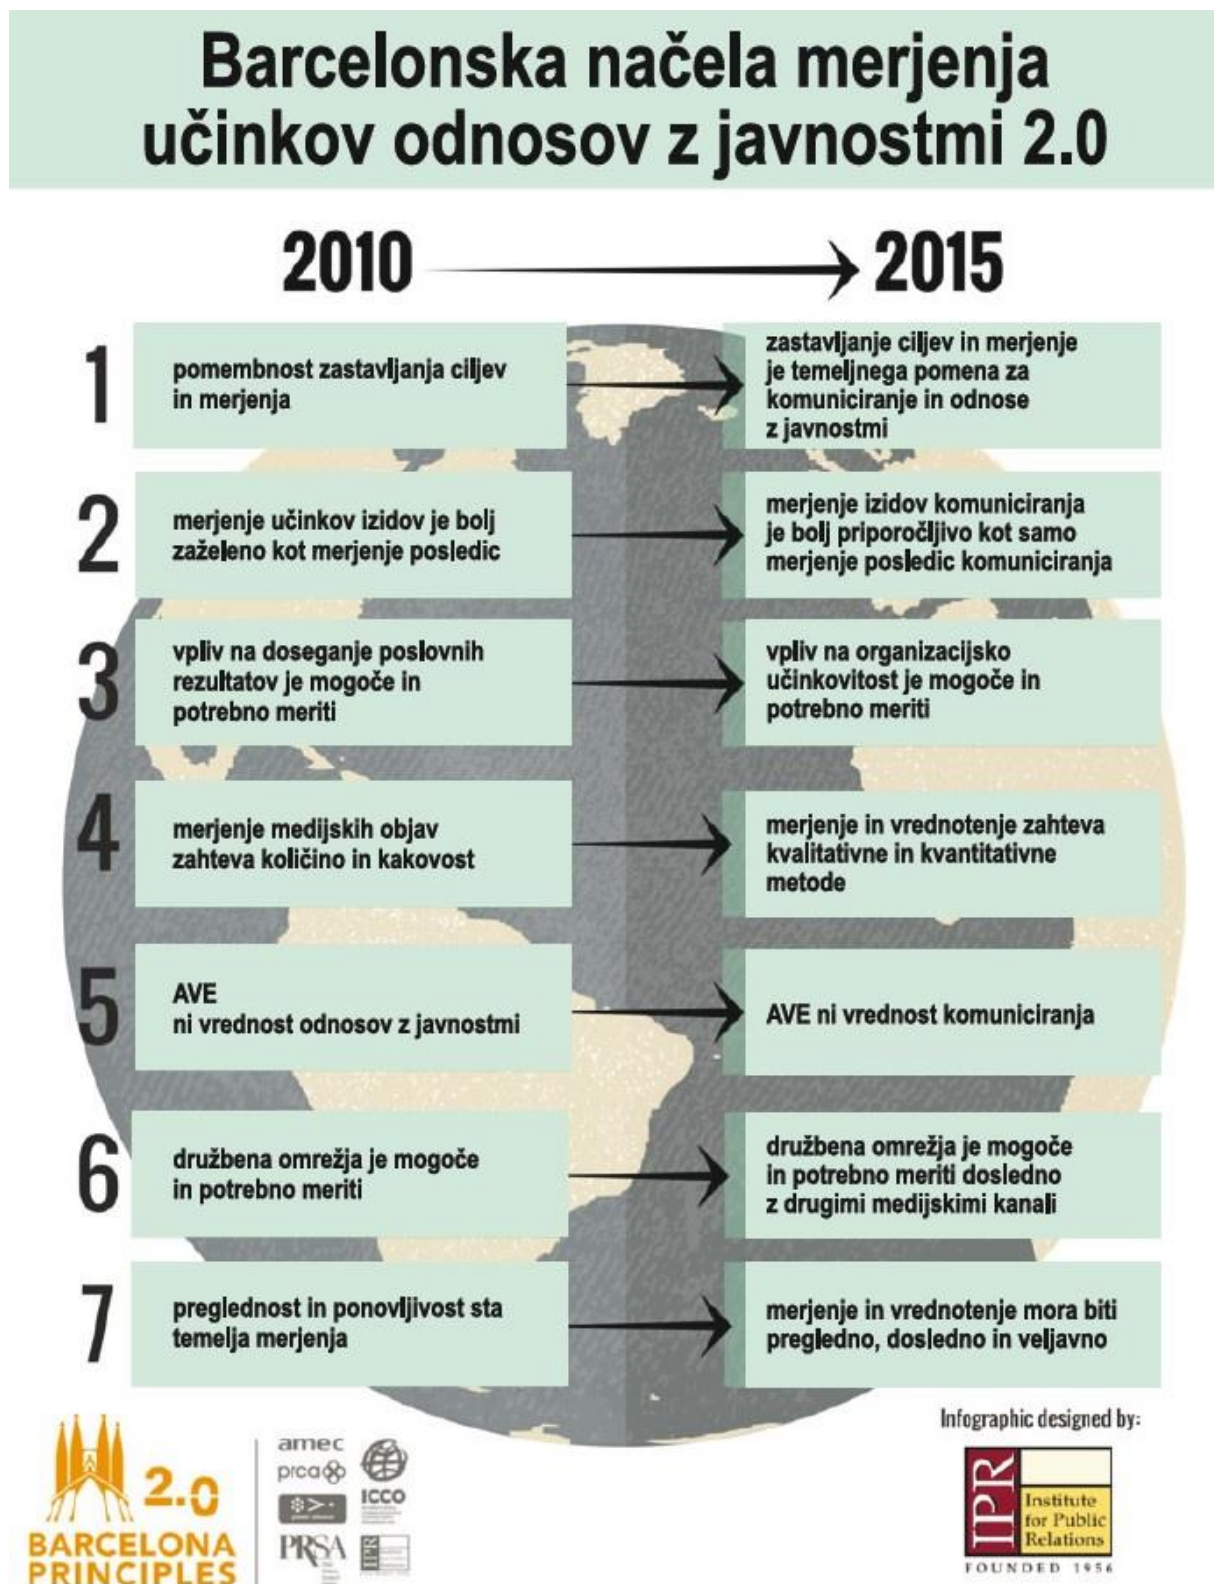 Barcelonska načela merjenja
učinkov odnosov z javnostmi 2.0
2010
2015
1
pomembnost zastavljanja ciljev
in merjenja
zastavljanje ciljev in merjenje
je temeljnega pomena za
komuniciranje in odnose
z javnostmi
2
merjenje učinkov izidov je bolj
zaželeno kot merjenje posledic
merjenje izidov komuniciranja
je bolj priporočljivo kot samo
merjenje posledic komuniciranja
3
vpliv na doseganje poslovnih
rezultatov je mogoče in
potrebno meriti
vpliv na organizacijsko
učinkovitost je mogoče in
potrebno meriti
4
merjenje medijskih objav
zahteva količino in kakovost
merjenje in vrednotenje zahteva
kvalitativne in kvantitativne
metode
5
AVE
ni vrednost odnosov z javnostmi
AVE ni vrednost komuniciranja
6
družbena omrežja je mogoče
in potrebno meriti
družbena omrežja je mogoče
in potrebno meriti dosledno
z drugimi medijskimi kanali
7
preglednost in ponovljivost sta
temelja merjenja
merjenje in vrednotenje mora biti
pregledno, dosledno in veljavno
2.0
BARCELONA
PRINCIPLES
amec
prca
ICCO
PRSA
IPR
Infographic designed by:
IPR
Institute
for Public
Relations
FOUNDED 1956